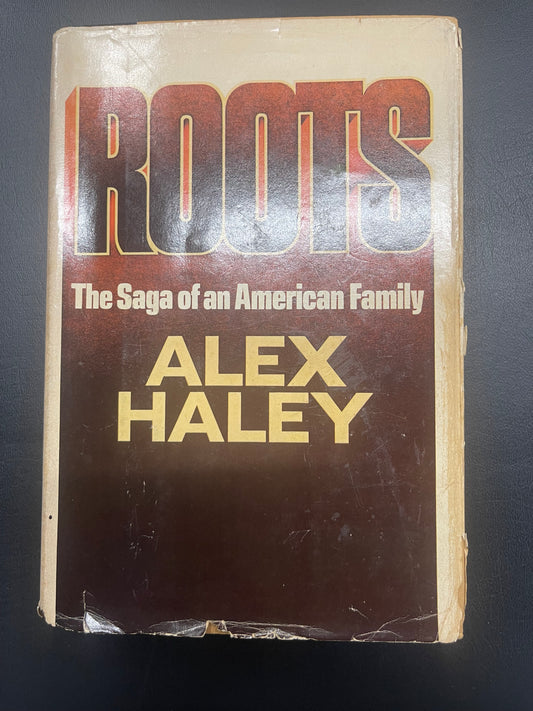 ROOTS
The Saga of an American Family
ALEX
HALEY